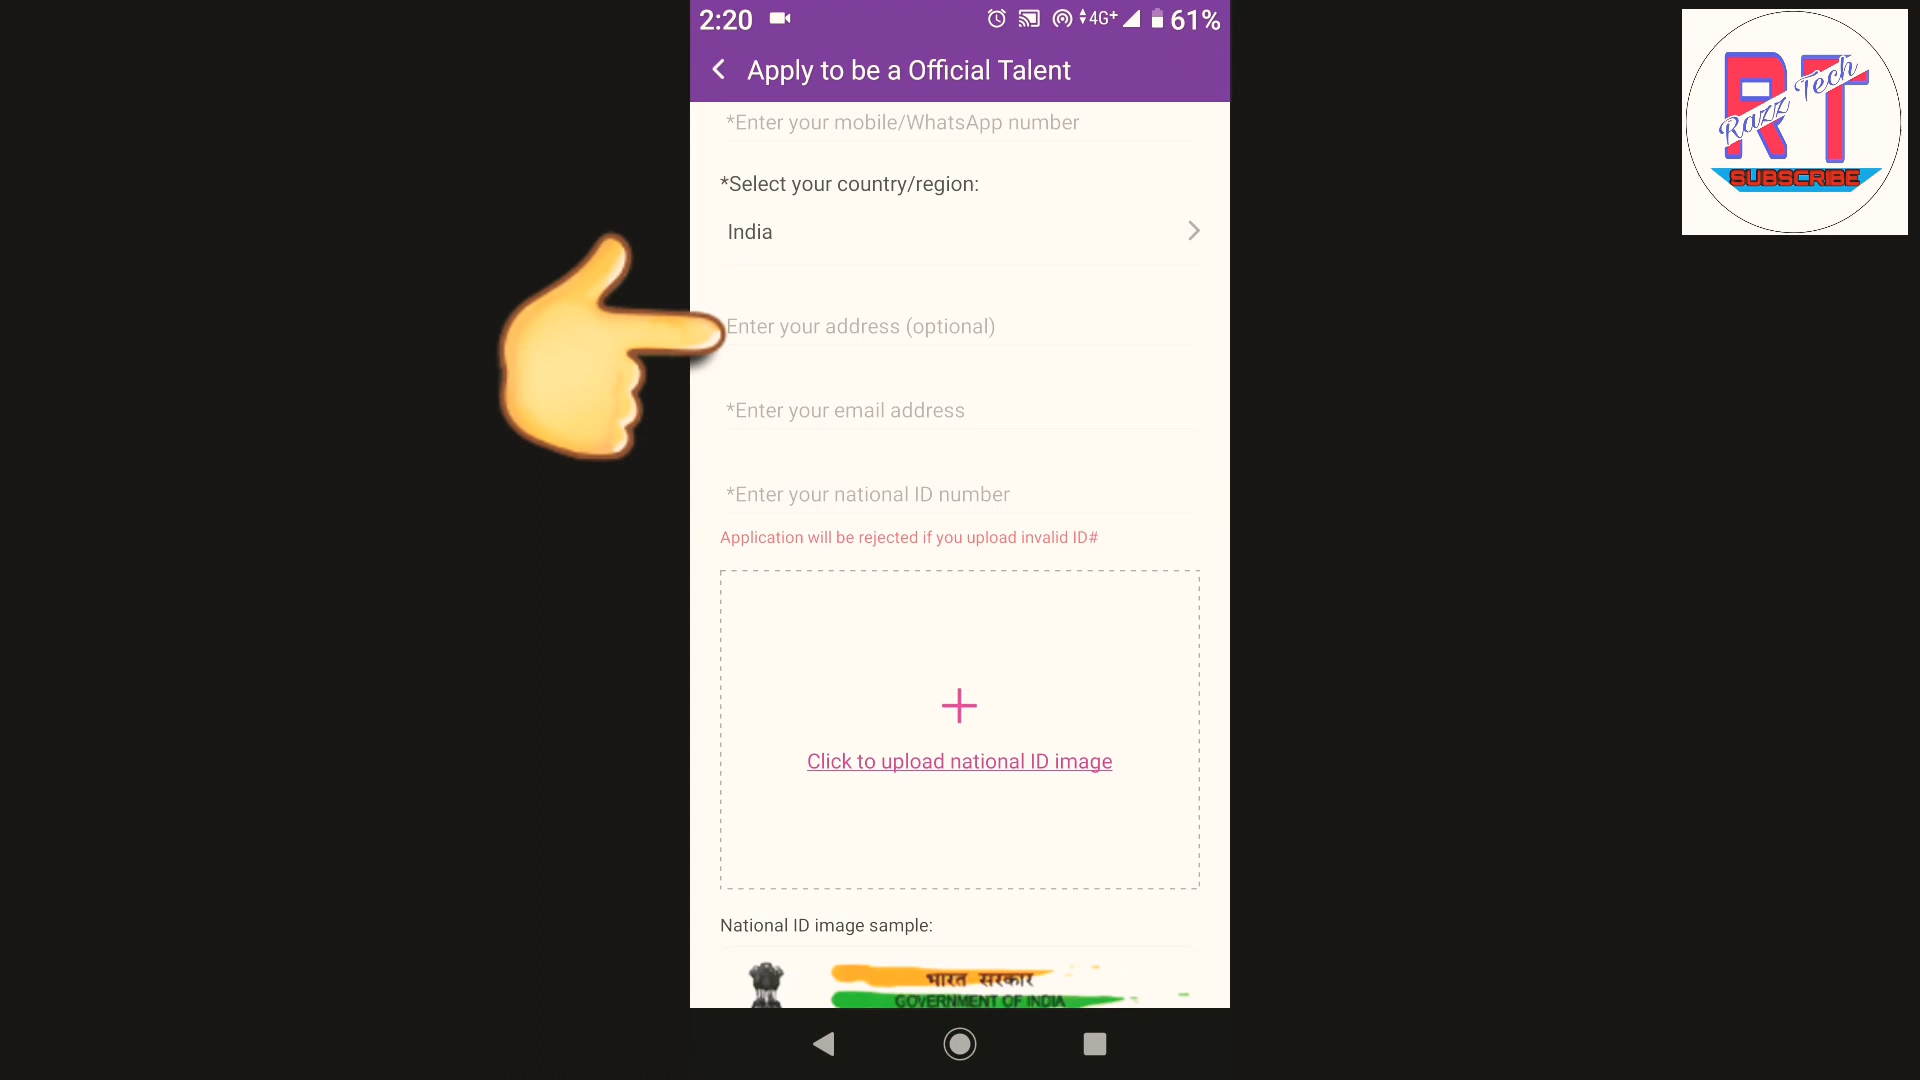 2:20
4G+
61%
Apply to be a Official Talent
*Enter your mobile/WhatsApp number
*Select your country/region:
India
Enter your address (optional)
*Enter your email address
*Enter your national ID number
Application will be rejected if you upload invalid ID#
Click to upload national ID image
National ID image sample:
भारत सरकार
GOVERNMENT OF INDIA
RT
Razz Tech
SUBSCRIBE